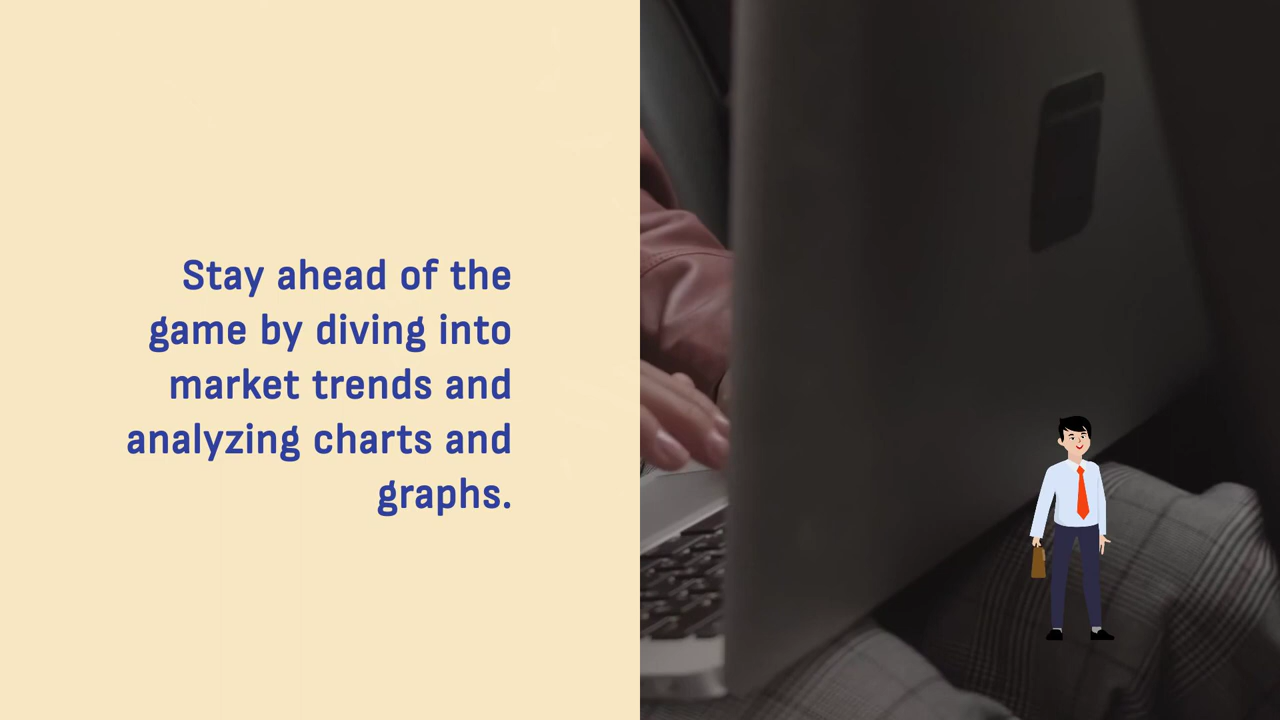 Stay ahead of the
game by diving into
market trends and
analyzing charts and
graphs.